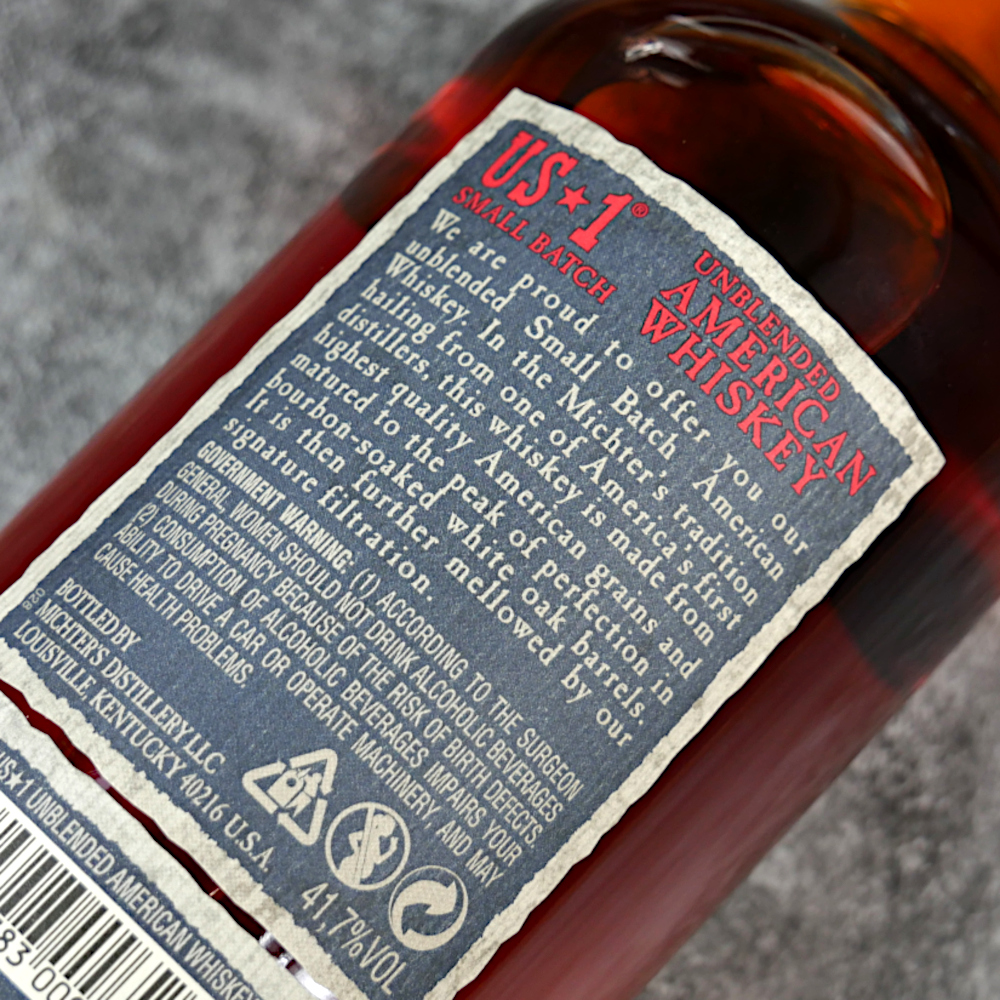 US★1®
SMALL BATCH
UNBLENDED
AMERICAN
WHISKEY
We are proud to offer you our
unblended Small Batch American
Whiskey. In the Michter's tradition
hailing from one of America's first
distillers, this whiskey is made from
highest quality American grains and
matured to the peak of perfection in
bourbon-soaked white oak barrels.
It is then further mellowed by our
signature filtration.
GOVERNMENT WARNING: (1) ACCORDING TO THE SURGEON
GENERAL, WOMEN SHOULD NOT DRINK ALCOHOLIC BEVERAGES
DURING PREGNANCY BECAUSE OF THE RISK OF BIRTH DEFECTS.
(2) CONSUMPTION OF ALCOHOLIC BEVERAGES IMPAIRS YOUR
ABILITY TO DRIVE A CAR OR OPERATE MACHINERY, AND MAY
CAUSE HEALTH PROBLEMS.
BOTTLED BY
MICHTER'S DISTILLERY LLC
LOUISVILLE, KENTUCKY 40216 U.S.A.
41,7%VOL
US★1 UNBLENDED AMERICAN WHISKEY
83 00